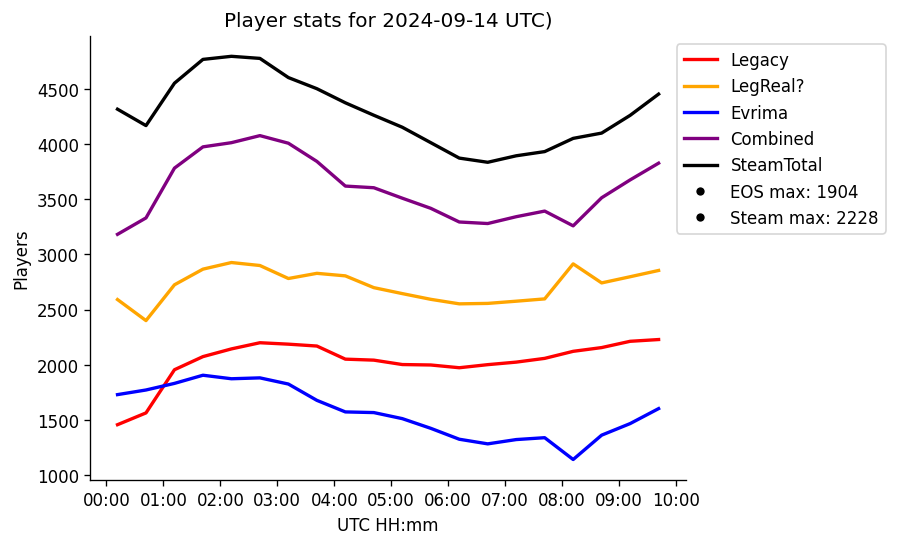 Player stats for 2024-09-14 UTC)
Legacy
LegReal?
Evrima
Combined
SteamTotal
EOS max: 1904
Steam max: 2228
Players
4500
4000
3500
3000
2500
2000
1500
1000
00:00 01:00 02:00 03:00 04:00 05:00 06:00 07:00 08:00 09:00 10:00
UTC HH:mm